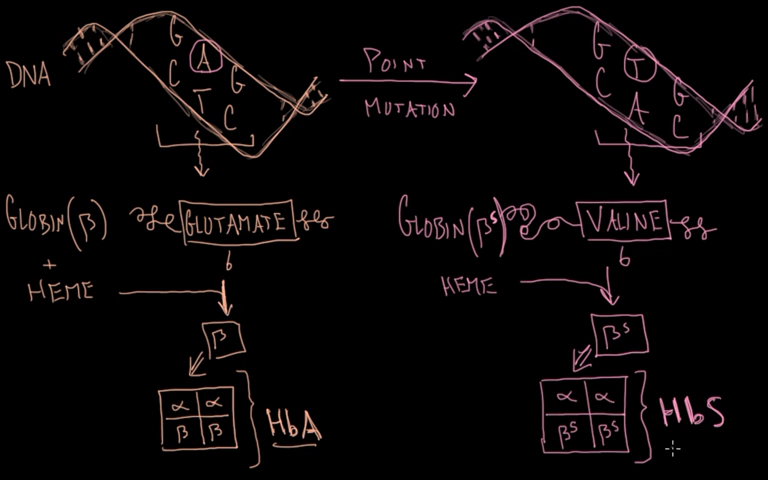 DNA
G A G
C T C
POINT
MUTATION
G T G
C A C
GLOBIN(β)
GLUTAMATE
6
+
HEME
β
α α
β β
HbA
GLOBIN(βˢ)
VALINE
6
HEME
βˢ
α α
βˢ βˢ
HbS